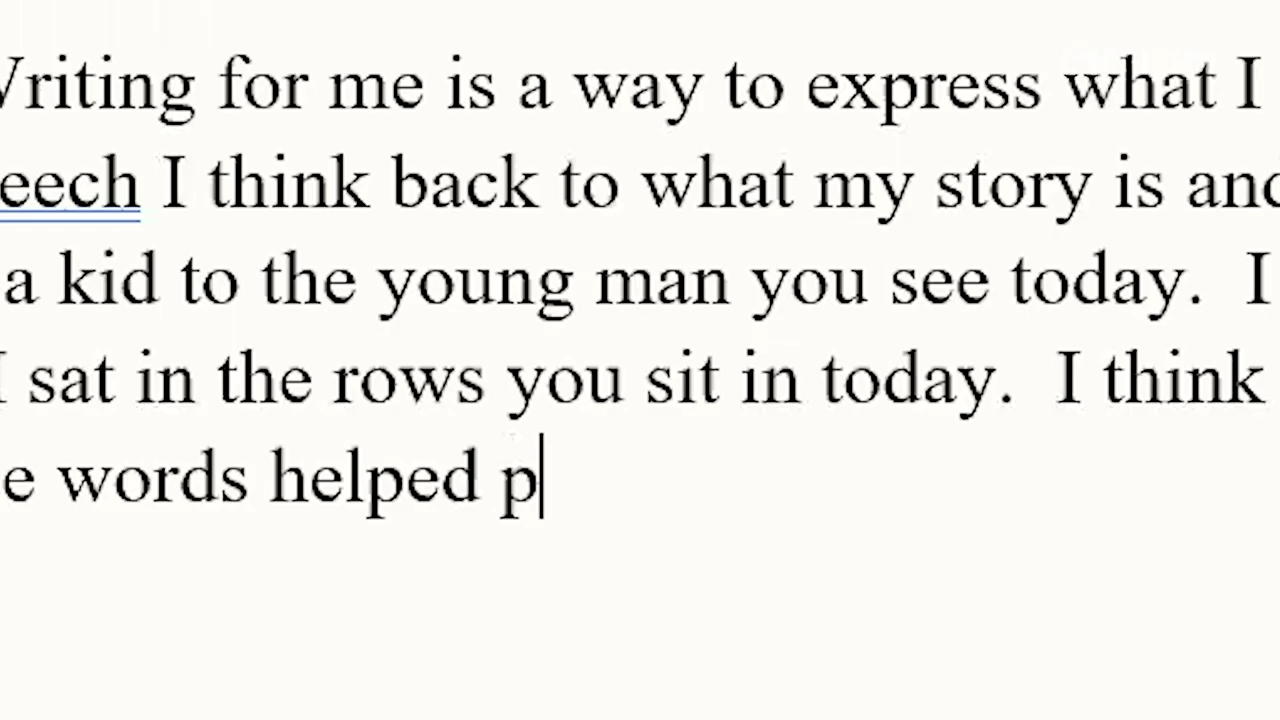 Writing for me is a way to express what I
eech I think back to what my story is and
a kid to the young man you see today. I
I sat in the rows you sit in today. I think
e words helped p